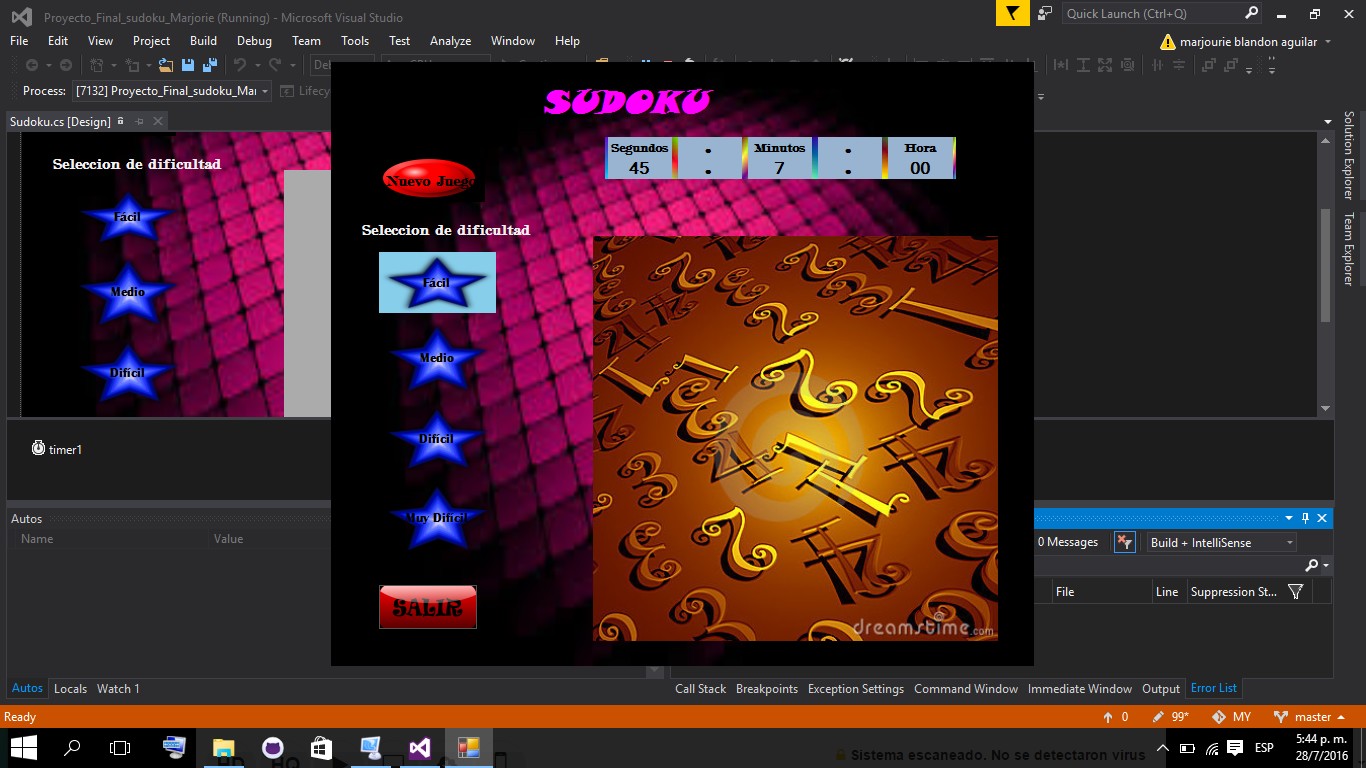 Proyecto_Final_sudoku_Marjorie (Running) - Microsoft Visual Studio
Quick Launch (Ctrl+Q)
File Edit View Project Build Debug Team Tools Test Analyze Window Help
marjourie blandon aguilar
Process: [7132] Proyecto_Final_sudoku_Mar
Lifecy
Sudoku.cs [Design]
Solution Explorer
Team Explorer
Seleccion de dificultad
Fácil
Medio
Difícil
SUDOKU
Segundos : Minutos : Hora
45 : 7 : 00
Nuevo Juego
Seleccion de dificultad
Fácil
Medio
Difícil
Muy Difícil
SALIR
dreamstime.com
timer1
Autos
Name Value
0 Messages
Build + IntelliSense
File Line Suppression St...
Autos Locals Watch 1
Call Stack Breakpoints Exception Settings Command Window Immediate Window Output Error List
Ready
0 99* MY master
Sistema escaneado. No se detectaron virus
ESP
5:44 p. m.
28/7/2016